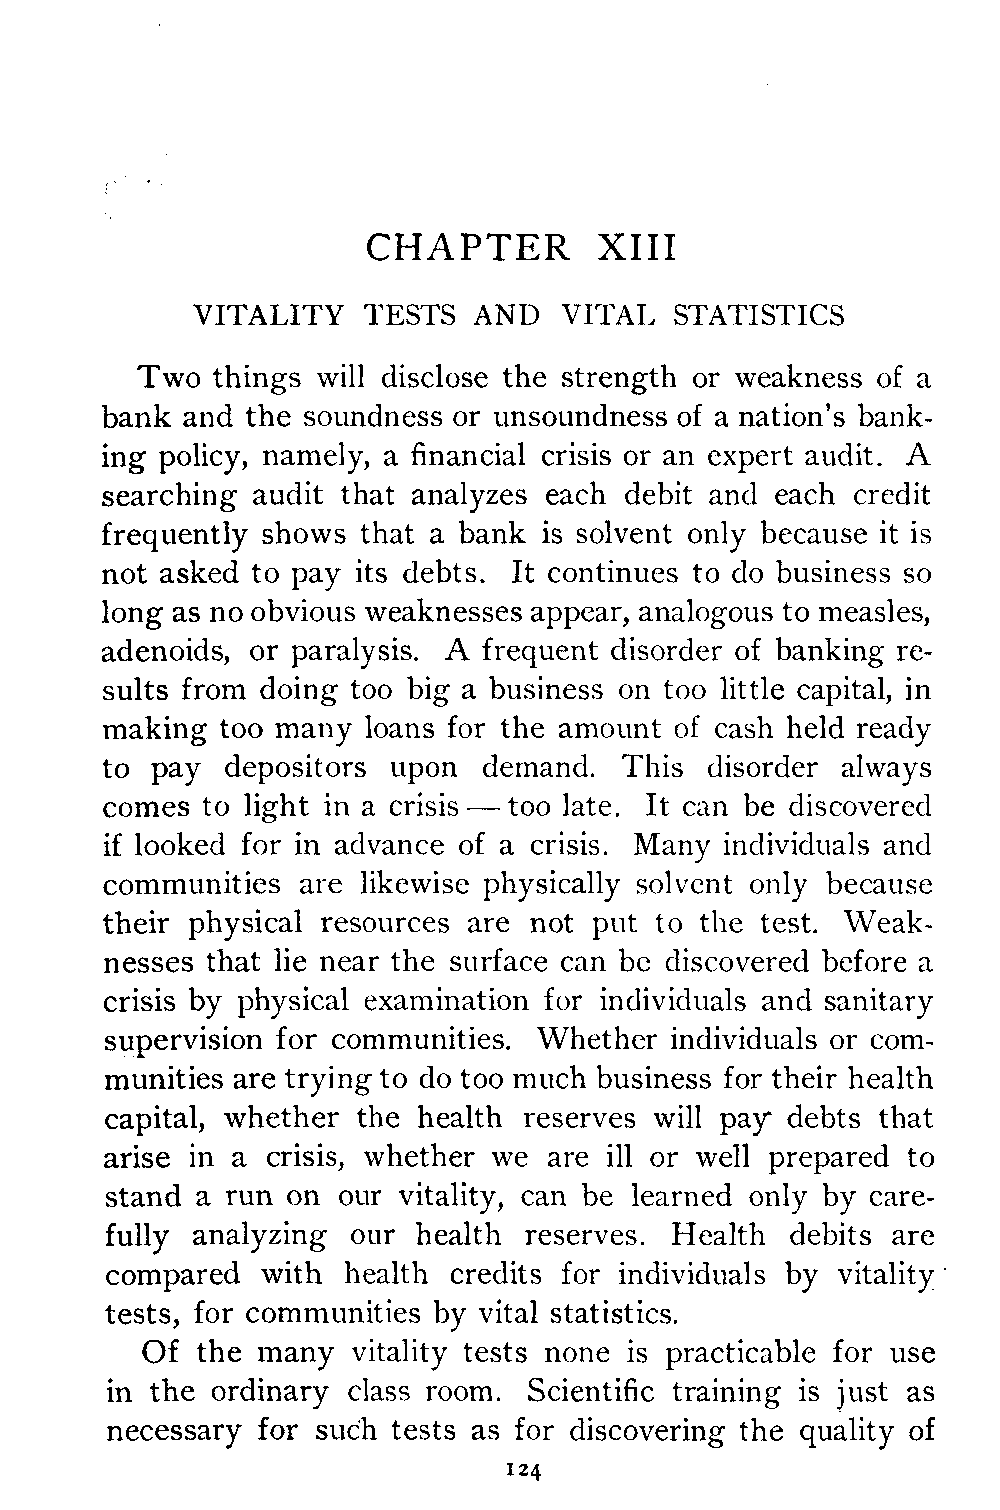 CHAPTER XIII
VITALITY TESTS AND VITAL STATISTICS
Two things will disclose the strength or weakness of a
bank and the soundness or unsoundness of a nation's bank-
ing policy, namely, a financial crisis or an expert audit. A
searching audit that analyzes each debit and each credit
frequently shows that a bank is solvent only because it is
not asked to pay its debts. It continues to do business so
long as no obvious weaknesses appear, analogous to measles,
adenoids, or paralysis. A frequent disorder of banking re-
sults from doing too big a business on too little capital, in
making too many loans for the amount of cash held ready
to pay depositors upon demand. This disorder always
comes to light in a crisis — too late. It can be discovered
if looked for in advance of a crisis. Many individuals and
communities are likewise physically solvent only because
their physical resources are not put to the test. Weak-
nesses that lie near the surface can be discovered before a
crisis by physical examination for individuals and sanitary
supervision for communities. Whether individuals or com-
munities are trying to do too much business for their health
capital, whether the health reserves will pay debts that
arise in a crisis, whether we are ill or well prepared to
stand a run on our vitality, can be learned only by care-
fully analyzing our health reserves. Health debits are
compared with health credits for individuals by vitality
tests, for communities by vital statistics.
Of the many vitality tests none is practicable for use
in the ordinary class room. Scientific training is just as
necessary for such tests as for discovering the quality of
124